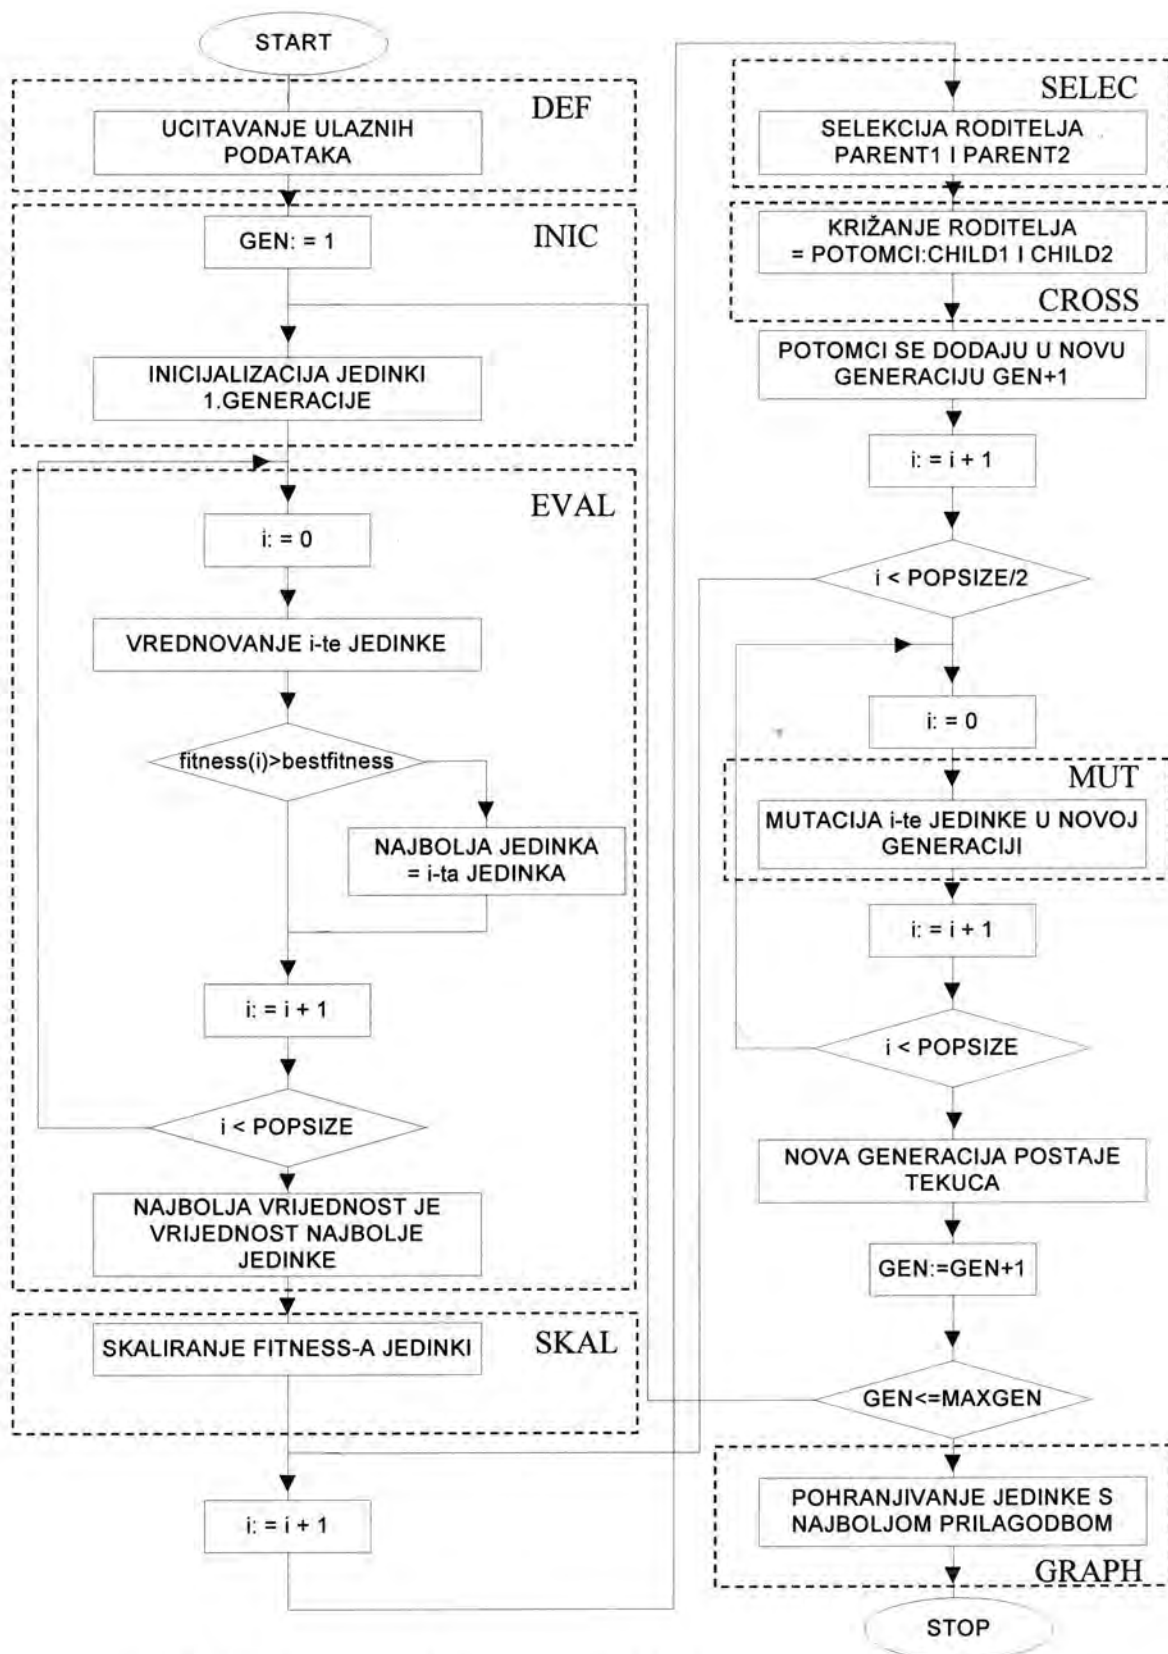 START
DEF
UCITAVANJE ULAZNIH
PODATAKA
INIC
GEN: = 1
INICIJALIZACIJA JEDINKI
1.GENERACIJE
EVAL
i: = 0
VREDNOVANJE i-te JEDINKE
fitness(i)>bestfitness
NAJBOLJA JEDINKA
= i-ta JEDINKA
i: = i + 1
i < POPSIZE
NAJBOLJA VRIJEDNOST JE
VRIJEDNOST NAJBOLJE
JEDINKE
SKALIRANJE FITNESS-A JEDINKI
SKAL
i: = i + 1
SELEC
SELEKCIJA RODITELJA
PARENT1 I PARENT2
KRIŽANJE RODITELJA
= POTOMCI:CHILD1 I CHILD2
CROSS
POTOMCI SE DODAJU U NOVU
GENERACIJU GEN+1
i: = i + 1
i < POPSIZE/2
i: = 0
MUT
MUTACIJA i-te JEDINKE U NOVOJ
GENERACIJI
i: = i + 1
i < POPSIZE
NOVA GENERACIJA POSTAJE
TEKUCA
GEN:=GEN+1
GEN<=MAXGEN
POHRANJIVANJE JEDINKE S
NAJBOLJOM PRILAGODBOM
GRAPH
STOP